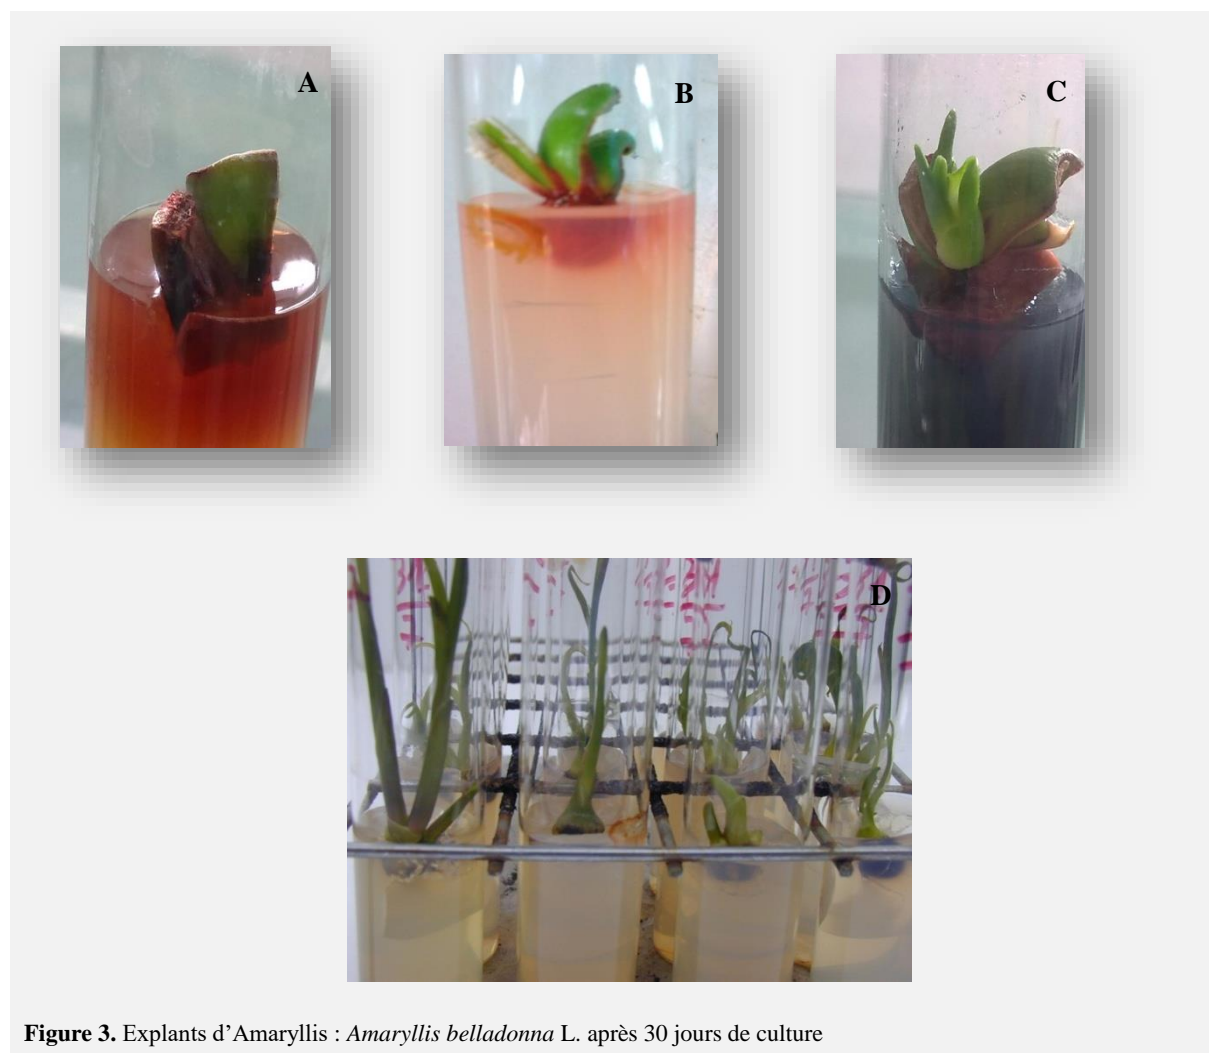 A
B
C
D
Figure 3. Explants d’Amaryllis : Amaryllis belladonna L. après 30 jours de culture